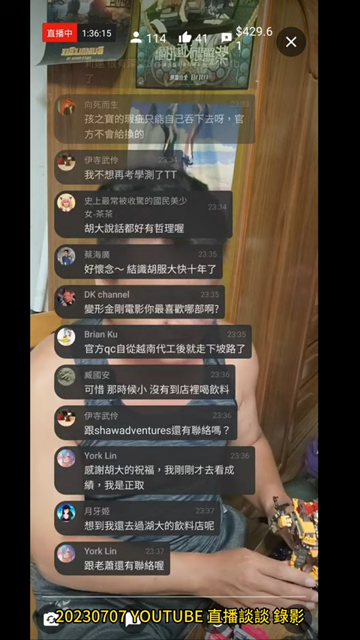 直播中 1:36:15 114 41 $429.6
1
了
向死而生 23:33
孩之寶的瑕疵只能自己吞下去呀，官
方不會給換的
伊寺武伶 23:34
我不想再考學測了TT
史上最常被收驚的國民美少
女-茶茶 23:34
胡大說話都好有哲理喔
蔡海廣 23:35
好懷念～ 結識胡服大快十年了
DK channel 23:35
變形金剛電影你最喜歡哪部啊?
Brian Ku 23:35
官方qc自從越南代工後就走下坡路了
臧國安 23:36
可惜 那時候小 沒有到店裡喝飲料
伊寺武伶 23:36
跟shawadventures還有聯絡嗎？
York Lin 23:36
感謝胡大的祝福，我剛剛才去看成
績，我是正取
月牙姬 23:37
想到我還去過湖大的飲料店呢
York Lin 23:37
跟老蕭還有聯絡喔
20230707 YOUTUBE 直播談談 錄影